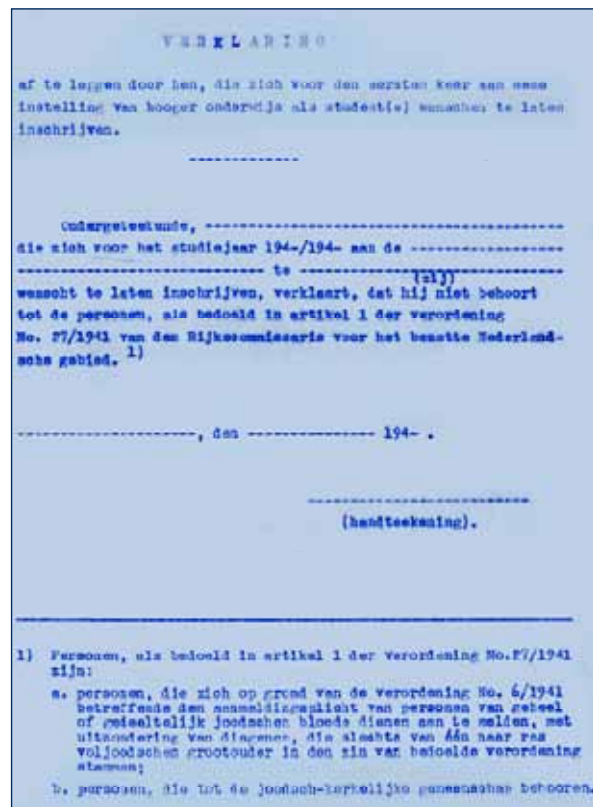 VERKLARING
af te leggen door hen, die zich voor den eersten keer aan eene
instelling van hooger onderwijs als student(e) wenschen te laten
inschrijven.
-------------
Ondergeteekende, ------------------------------------------
die zich voor het studiejaar 194-/194- aan de ------------------
----------------------------- te ------------------------------
(zij)
wenscht te laten inschrijven, verklaart, dat hij niet behoort
tot de personen, als bedoeld in artikel 1 der verordening
No. 27/1941 van den Rijkscommissaris voor het bezette Nederland-
sche gebied. 1)
---------------------, den --------------- 194- .
--------------------------
(handteekening).
1) Personen, als bedoeld in artikel 1 der verordening No.27/1941
zijn:
a. personen, die zich op grond van de verordening No. 6/1941
betreffende den aanmeldingsplicht van personen van geheel
of gedeeltelijk joodschen bloede dienen aan te melden, met
uitzondering van diegenen, die slechts van één naar ras
voljoodschen grootouder in den zin van bedoelde verordening
stammen;
b. personen, die tot de joodsch-kerkelijke gemeenschap behooren.